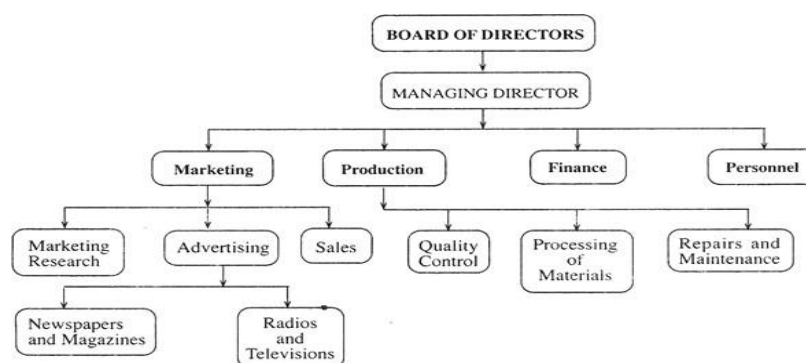 BOARD OF DIRECTORS
MANAGING DIRECTOR
Marketing
Production
Finance
Personnel
Marketing
Research
Advertising
Sales
Quality
Control
Processing
of
Materials
Repairs and
Maintenance
Newspapers
and Magazines
Radios
and
Televisions